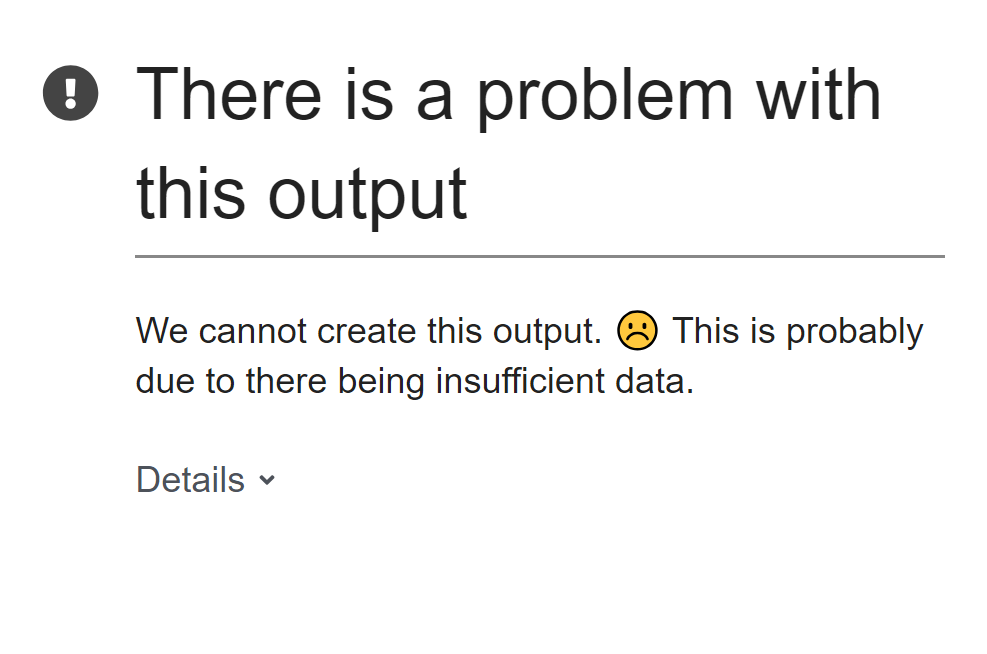 There is a problem with
this output
We cannot create this output. ☹️ This is probably
due to there being insufficient data.
Details